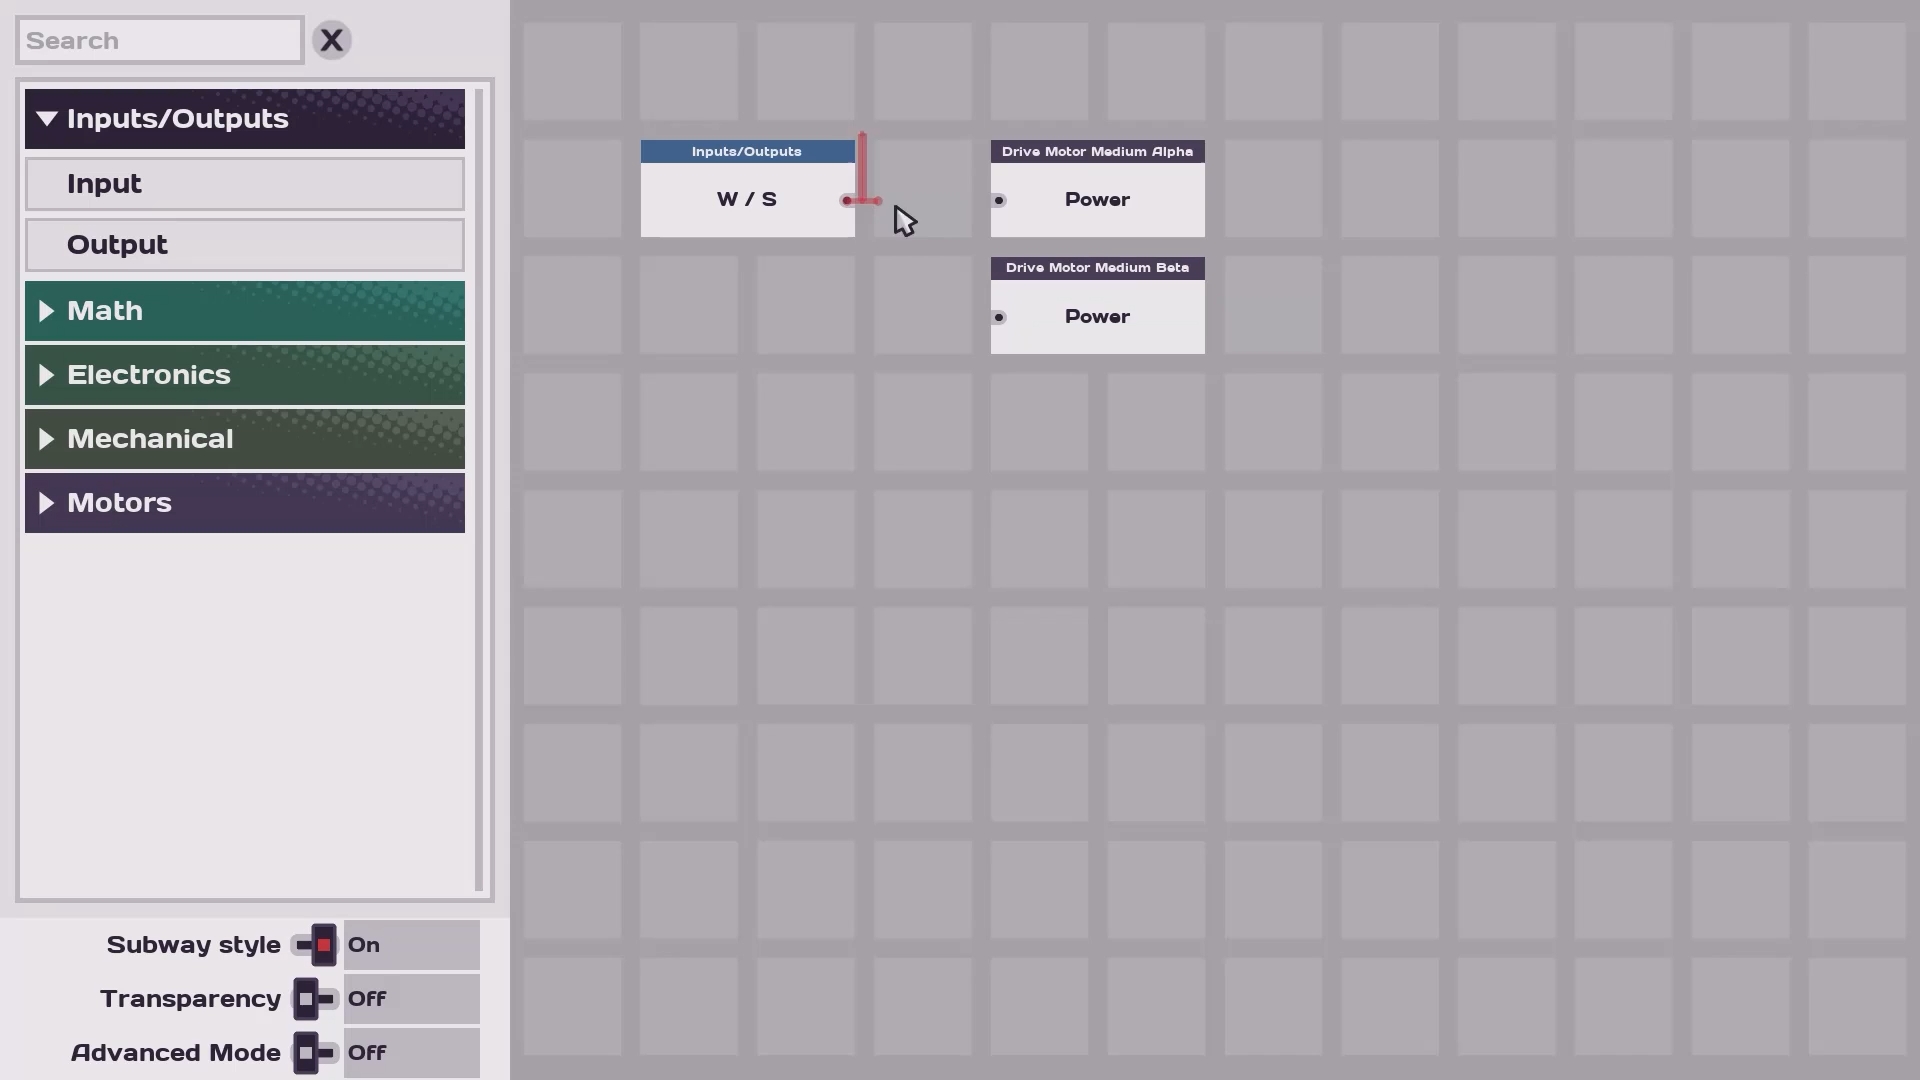 Search
X
Inputs/Outputs
Input
Output
Math
Electronics
Mechanical
Motors
Subway style
On
Transparency
Off
Advanced Mode
Off
Inputs/Outputs
W / S
Drive Motor Medium Alpha
Power
Drive Motor Medium Beta
Power